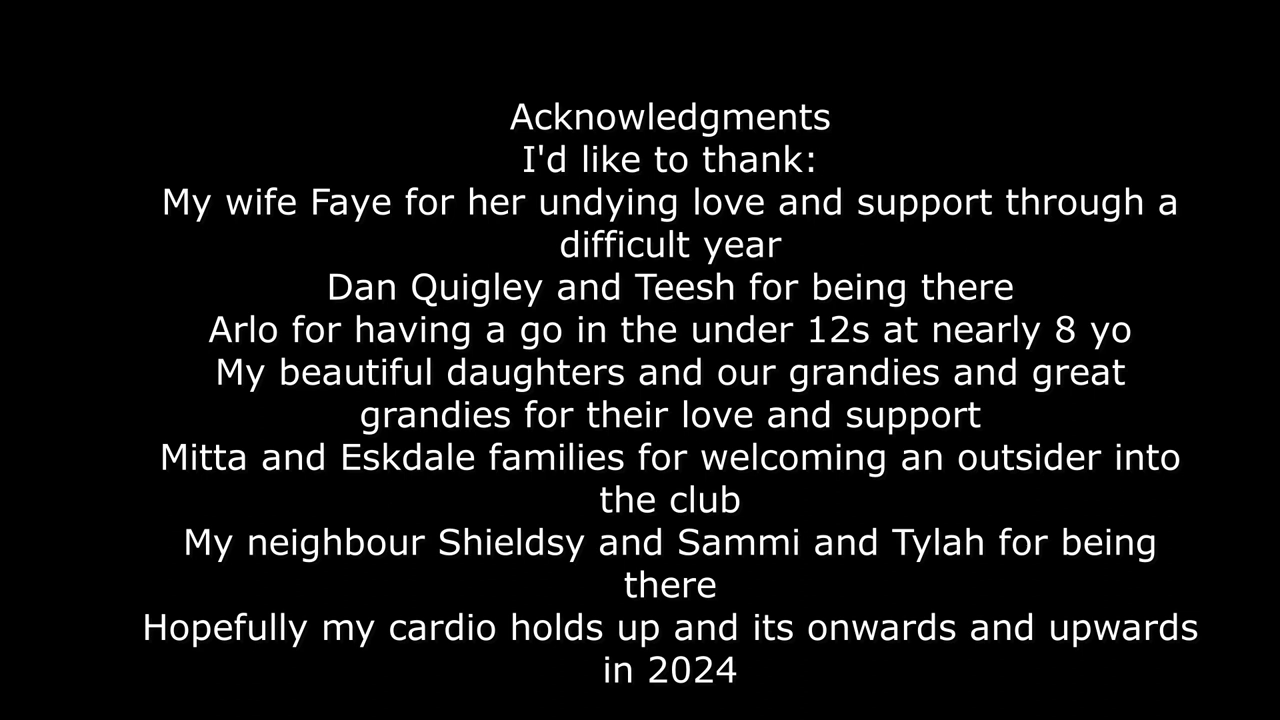 Acknowledgments
I'd like to thank:
My wife Faye for her undying love and support through a
difficult year
Dan Quigley and Teesh for being there
Arlo for having a go in the under 12s at nearly 8 yo
My beautiful daughters and our grandies and great
grandies for their love and support
Mitta and Eskdale families for welcoming an outsider into
the club
My neighbour Shieldsy and Sammi and Tylah for being
there
Hopefully my cardio holds up and its onwards and upwards
in 2024